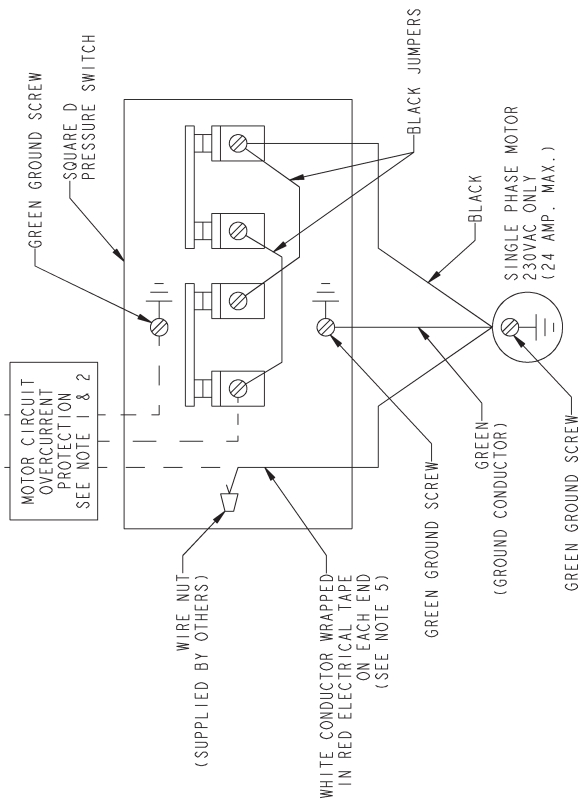 MOTOR CIRCUIT
OVERCURRENT
PROTECTION
SEE NOTE 1 & 2
GREEN GROUND SCREW
SQUARE D
PRESSURE SWITCH
BLACK JUMPERS
WIRE NUT
(SUPPLIED BY OTHERS)
WHITE CONDUCTOR WRAPPED
IN RED ELECTRICAL TAPE
ON EACH END
(SEE NOTE 5)
GREEN GROUND SCREW
GREEN
(GROUND CONDUCTOR)
GREEN GROUND SCREW
BLACK
SINGLE PHASE MOTOR
230VAC ONLY
(24 AMP. MAX.)